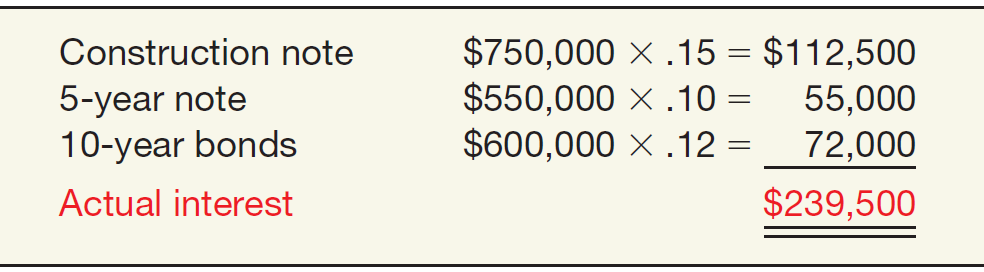 Construction note $750,000 × .15 = $112,500
5-year note $550,000 × .10 = 55,000
10-year bonds $600,000 × .12 = 72,000
Actual interest $239,500